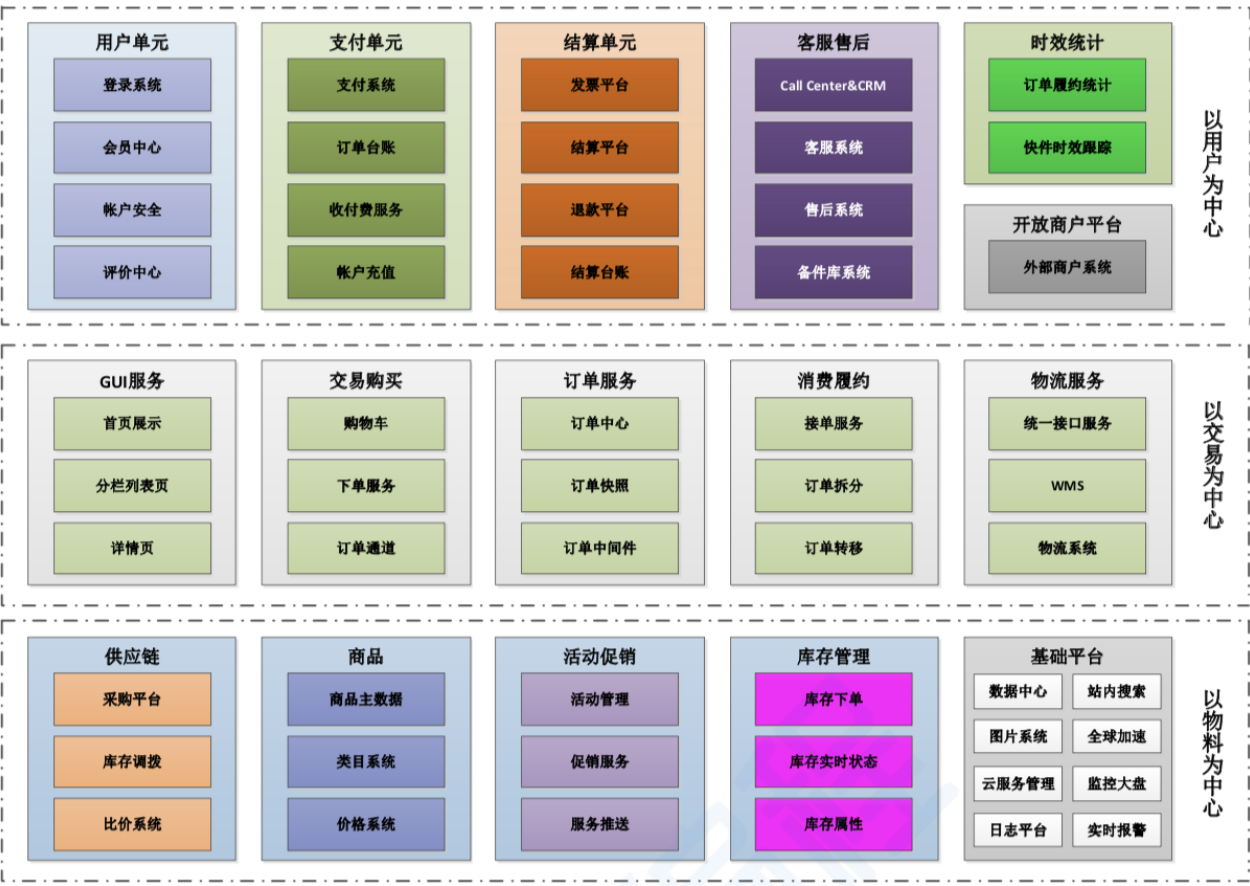 用户单元
登录系统
会员中心
帐户安全
评价中心
支付单元
支付系统
订单台账
收付费服务
帐户充值
结算单元
发票平台
结算平台
退款平台
结算台账
客服售后
Call Center&CRM
客服系统
售后系统
备件库系统
时效统计
订单履约统计
快件时效跟踪
开放商户平台
外部商户系统
以用户为中心
GUI服务
首页展示
分栏列表页
详情页
交易购买
购物车
下单服务
订单通道
订单服务
订单中心
订单快照
订单中间件
消费履约
接单服务
订单拆分
订单转移
物流服务
统一接口服务
WMS
物流系统
以交易为中心
供应链
采购平台
库存调拨
比价系统
商品
商品主数据
类目系统
价格系统
活动促销
活动管理
促销服务
服务推送
库存管理
库存下单
库存实时状态
库存属性
基础平台
数据中心
站内搜索
图片系统
全球加速
云服务管理
监控大盘
日志平台
实时报警
以物料为中心